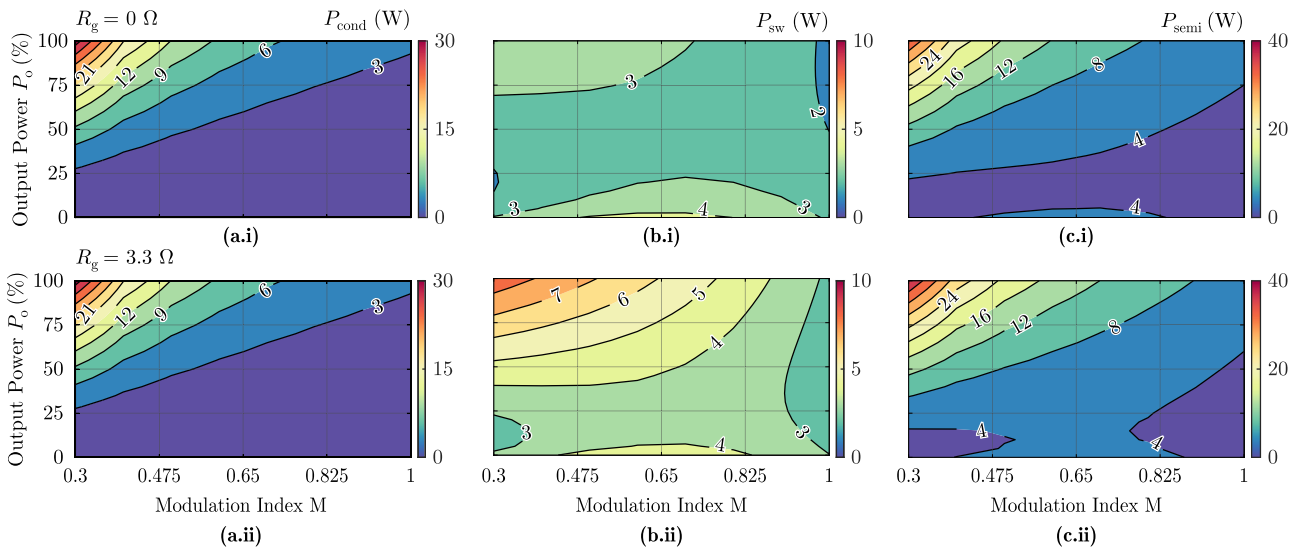 R_g = 0 Ω P_cond (W) P_sw (W) P_semi (W)
Output Power P_o (%)
100 75 50 25 0
21 12 9 6 3
30 15 0
3 3 4 3 2
10 5 0
24 16 12 8 4 4
40 20 0
(a.i) (b.i) (c.i)
R_g = 3.3 Ω
Output Power P_o (%)
100 75 50 25 0
21 12 9 6 3
30 15 0
7 6 5 4 3 4 3
10 5 0
24 16 12 8 4 4
40 20 0
0.3 0.475 0.65 0.825 1 0.3 0.475 0.65 0.825 1 0.3 0.475 0.65 0.825 1
Modulation Index M Modulation Index M Modulation Index M
(a.ii) (b.ii) (c.ii)